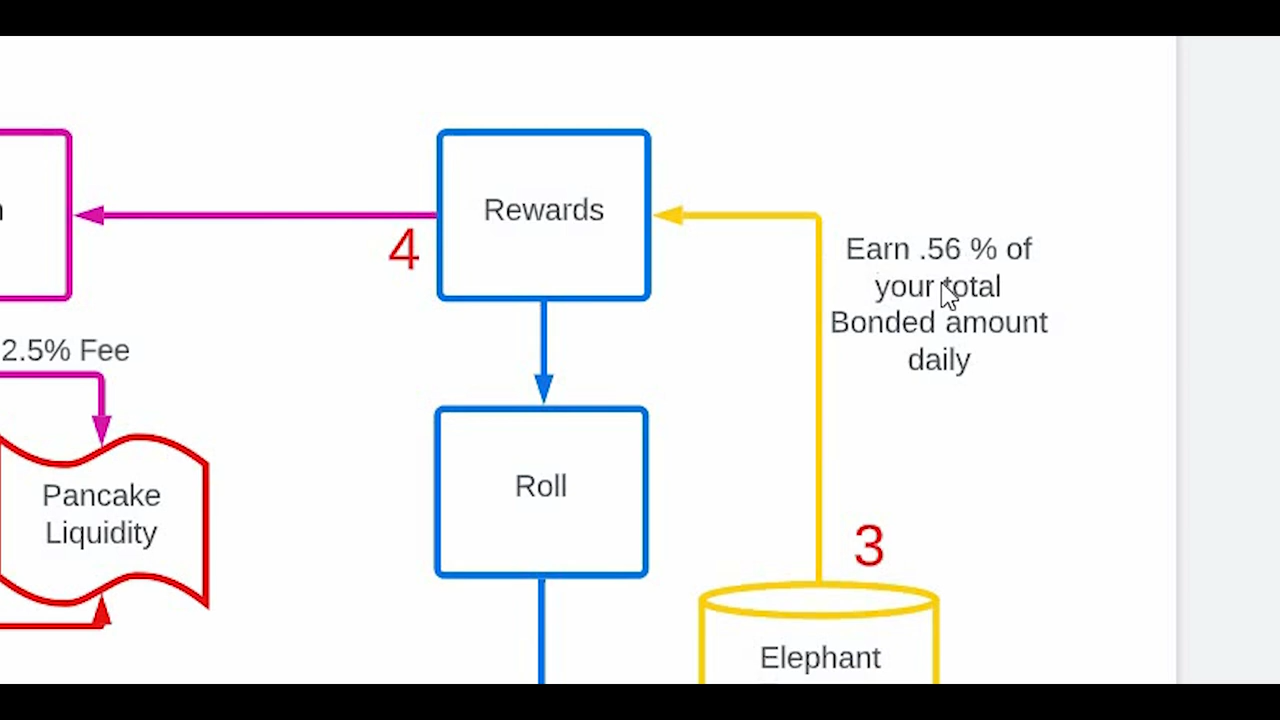 Rewards
4
Earn .56 % of
your total
Bonded amount
daily
2.5% Fee
Roll
Pancake
Liquidity
3
Elephant